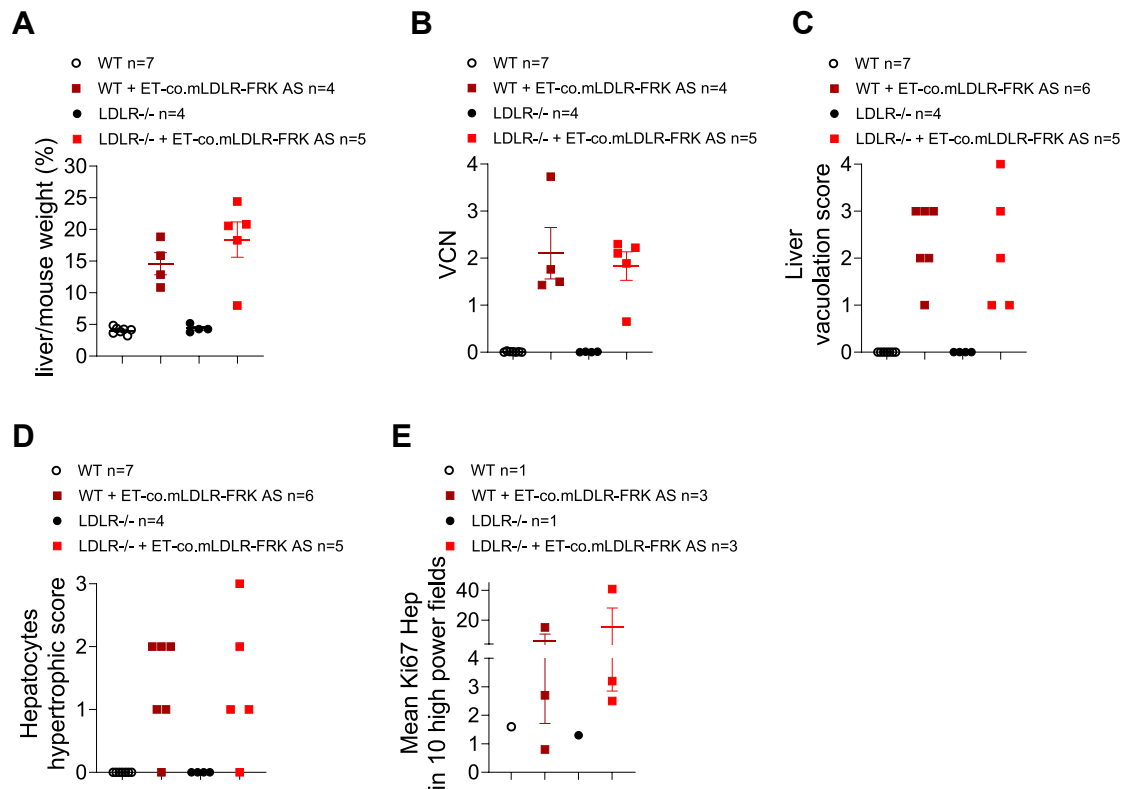 A
WT n=7
WT + ET-co.mLDLR-FRK AS n=4
LDLR-/- n=4
LDLR-/- + ET-co.mLDLR-FRK AS n=5
liver/mouse weight (%)
30
25
20
15
10
5
0
B
WT n=7
WT + ET-co.mLDLR-FRK AS n=4
LDLR-/- n=4
LDLR-/- + ET-co.mLDLR-FRK AS n=5
VCN
4
3
2
1
0
C
WT n=7
WT + ET-co.mLDLR-FRK AS n=6
LDLR-/- n=4
LDLR-/- + ET-co.mLDLR-FRK AS n=5
Liver
vacuolation score
4
3
2
1
0
D
WT n=7
WT + ET-co.mLDLR-FRK AS n=6
LDLR-/- n=4
LDLR-/- + ET-co.mLDLR-FRK AS n=5
Hepatocytes
hypertrophic score
3
2
1
0
E
WT n=1
WT + ET-co.mLDLR-FRK AS n=3
LDLR-/- n=1
LDLR-/- + ET-co.mLDLR-FRK AS n=3
Mean Ki67 Hep
in 10 high power fields
40
20
4
3
2
1
0